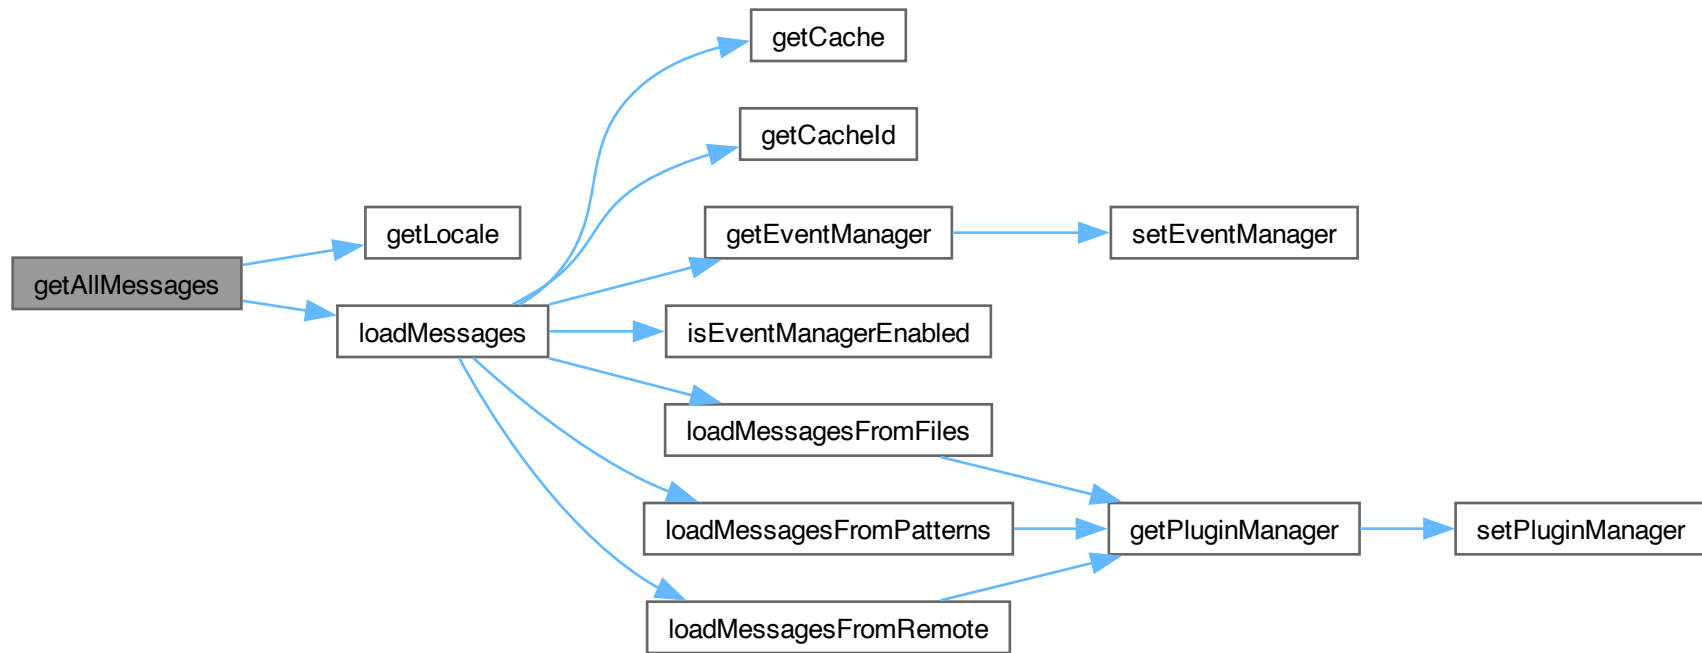 getCache
getCacheId
getLocale
getEventManager
setEventManager
getAllMessages
loadMessages
isEventManagerEnabled
loadMessagesFromFiles
loadMessagesFromPatterns
getPluginManager
setPluginManager
loadMessagesFromRemote